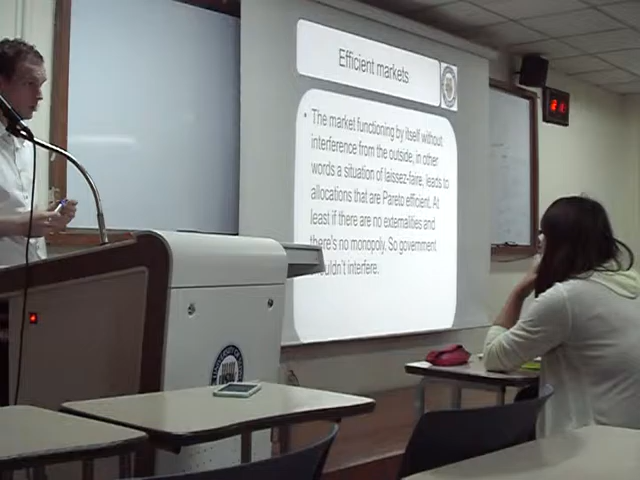 Efficient markets
• The market functioning by itself without
interference from the outside, in other
words a situation of laissez-faire, leads to
allocations that are Pareto efficient. At
least if there are no externalities and
there's no monopoly. So government
shouldn't interfere.